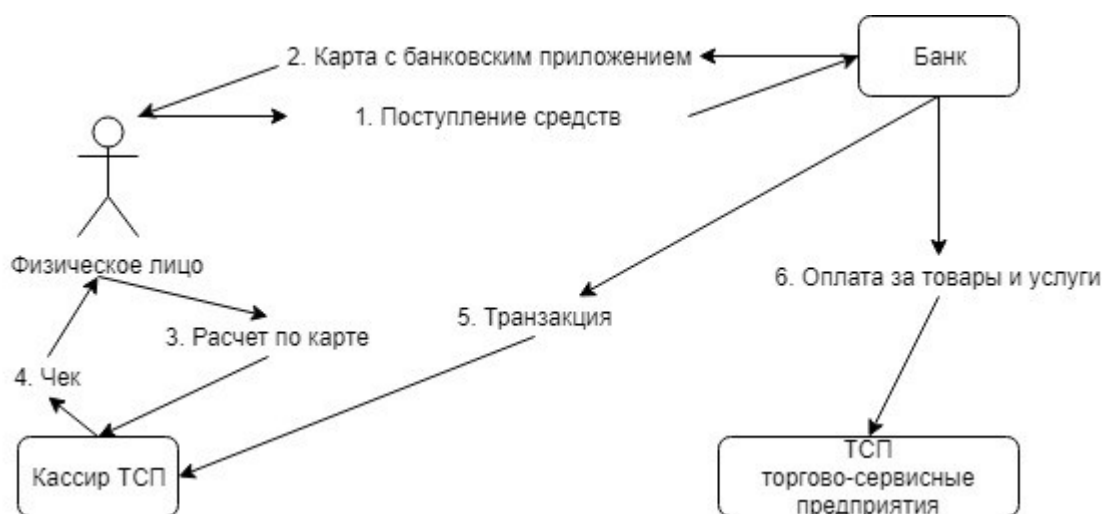 2. Карта с банковским приложением
Банк
1. Поступление средств
Физическое лицо
6. Оплата за товары и услуги
5. Транзакция
3. Расчет по карте
4. Чек
Кассир ТСП
ТСП
торгово-сервисные
предприятия